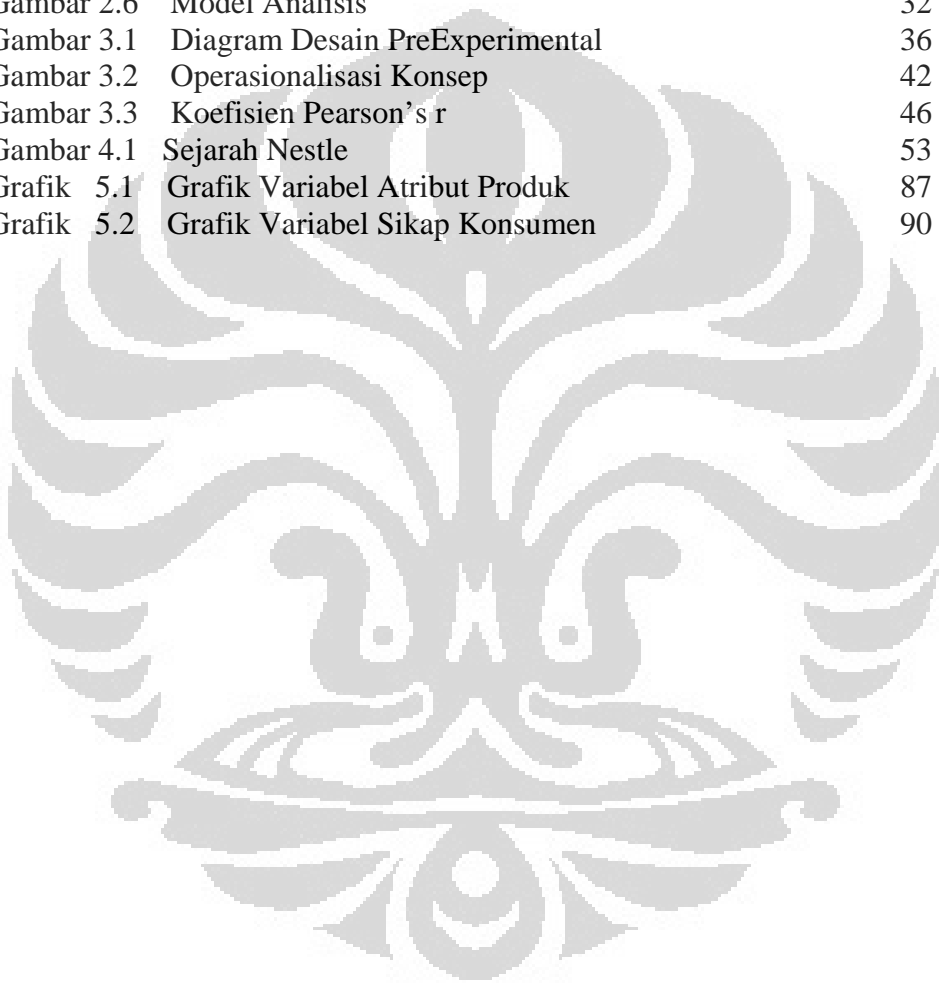 Gambar 2.6 Model Analisis 32
Gambar 3.1 Diagram Desain PreExperimental 36
Gambar 3.2 Operasionalisasi Konsep 42
Gambar 3.3 Koefisien Pearson’s r 46
Gambar 4.1 Sejarah Nestle 53
Grafik 5.1 Grafik Variabel Atribut Produk 87
Grafik 5.2 Grafik Variabel Sikap Konsumen 90